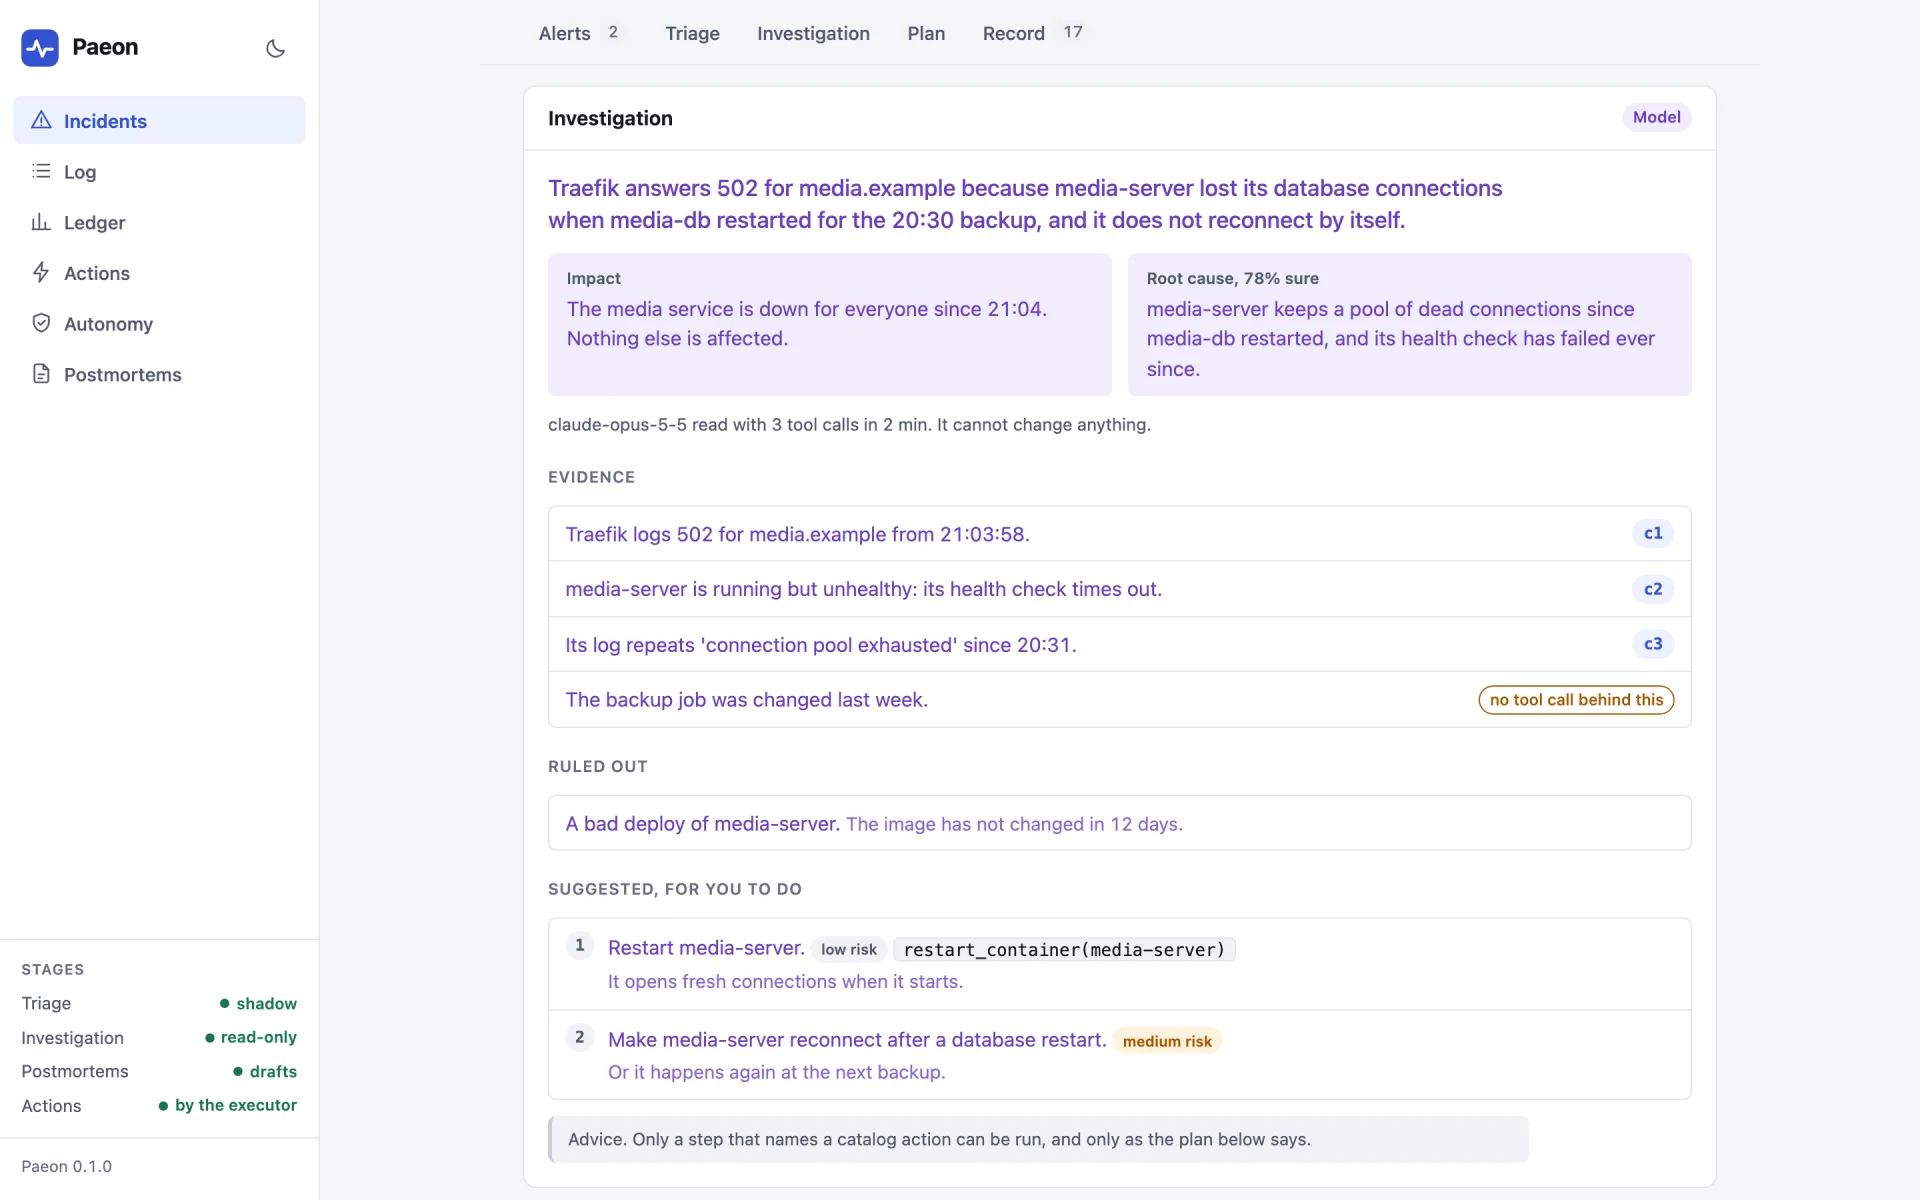 Paeon
Incidents
Log
Ledger
Actions
Autonomy
Postmortems
STAGES
Triage shadow
Investigation read-only
Postmortems drafts
Actions by the executor
Paeon 0.1.0
Alerts 2 Triage Investigation Plan Record 17
Investigation Model
Traefik answers 502 for media.example because media-server lost its database connections
when media-db restarted for the 20:30 backup, and it does not reconnect by itself.
Impact
The media service is down for everyone since 21:04.
Nothing else is affected.
Root cause, 78% sure
media-server keeps a pool of dead connections since
media-db restarted, and its health check has failed ever
since.
claude-opus-5-5 read with 3 tool calls in 2 min. It cannot change anything.
EVIDENCE
Traefik logs 502 for media.example from 21:03:58. c1
media-server is running but unhealthy: its health check times out. c2
Its log repeats 'connection pool exhausted' since 20:31. c3
The backup job was changed last week. no tool call behind this
RULED OUT
A bad deploy of media-server. The image has not changed in 12 days.
SUGGESTED, FOR YOU TO DO
1 Restart media-server. low risk restart_container(media-server)
It opens fresh connections when it starts.
2 Make media-server reconnect after a database restart. medium risk
Or it happens again at the next backup.
Advice. Only a step that names a catalog action can be run, and only as the plan below says.